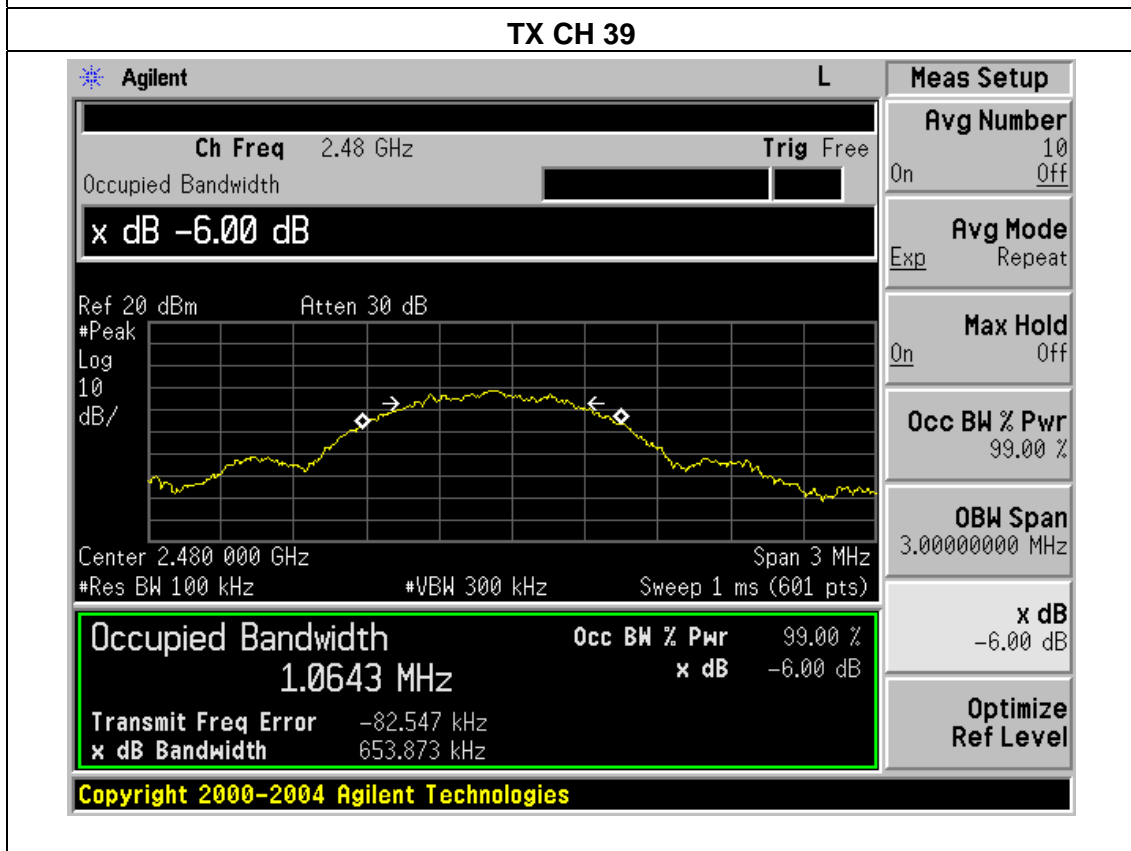 TX CH 39
Agilent L Meas Setup
Ch Freq 2.48 GHz Trig Free
Occupied Bandwidth
x dB -6.00 dB
Ref 20 dBm Atten 30 dB
#Peak
Log
10
dB/
Center 2.480 000 GHz Span 3 MHz
#Res BW 100 kHz #VBW 300 kHz Sweep 1 ms (601 pts)
Occupied Bandwidth Occ BW % Pwr 99.00 %
1.0643 MHz x dB -6.00 dB
Transmit Freq Error -82.547 kHz
x dB Bandwidth 653.873 kHz
Avg Number
10
On Off
Avg Mode
Exp Repeat
Max Hold
On Off
Occ BW % Pwr
99.00 %
OBW Span
3.00000000 MHz
x dB
-6.00 dB
Optimize
Ref Level
Copyright 2000-2004 Agilent Technologies